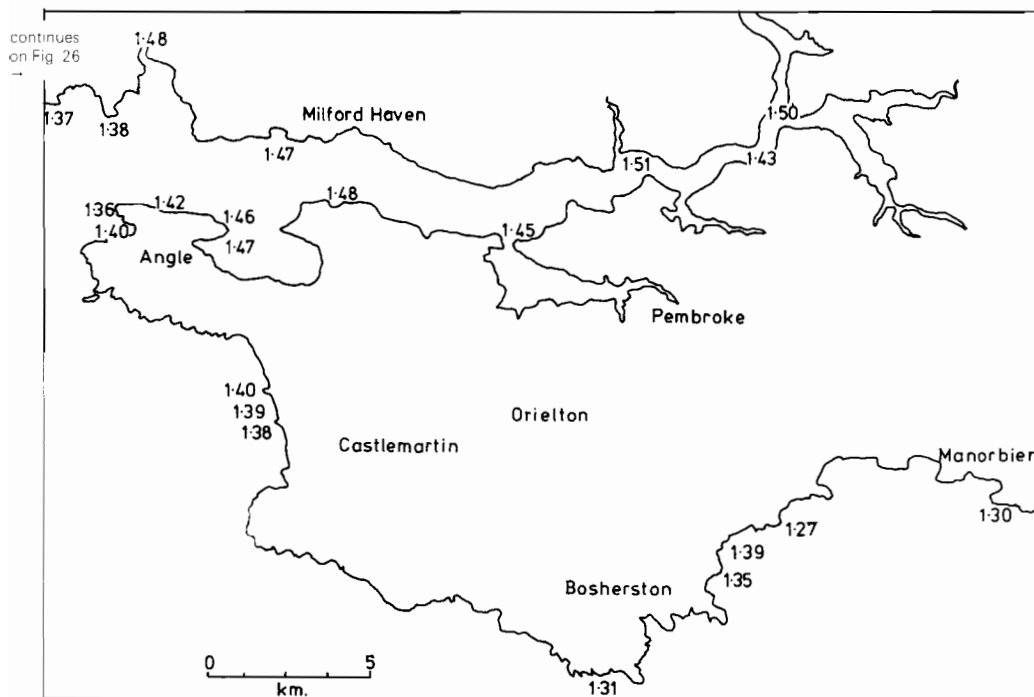 continues
on Fig 26
→
1·48
1·37
1·38
Milford Haven
1·47
1·50
1·51
1·43
1·48
1·36
1·42
1·46
1·40
1·47
Angle
1·45
Pembroke
1·40
1·39
1·38
Orielton
Castlemartin
Manorbier
1·30
1·27
1·39
1·35
Bosherston
1·31
0 5
km.